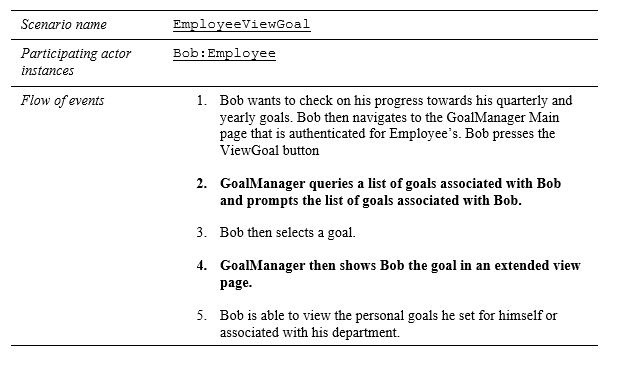 Scenario name EmployeeViewGoal
Participating actor Bob:Employee
instances
Flow of events 1. Bob wants to check on his progress towards his quarterly and
yearly goals. Bob then navigates to the GoalManager Main
page that is authenticated for Employee’s. Bob presses the
ViewGoal button
2. GoalManager queries a list of goals associated with Bob
and prompts the list of goals associated with Bob.
3. Bob then selects a goal.
4. GoalManager then shows Bob the goal in an extended view
page.
5. Bob is able to view the personal goals he set for himself or
associated with his department.